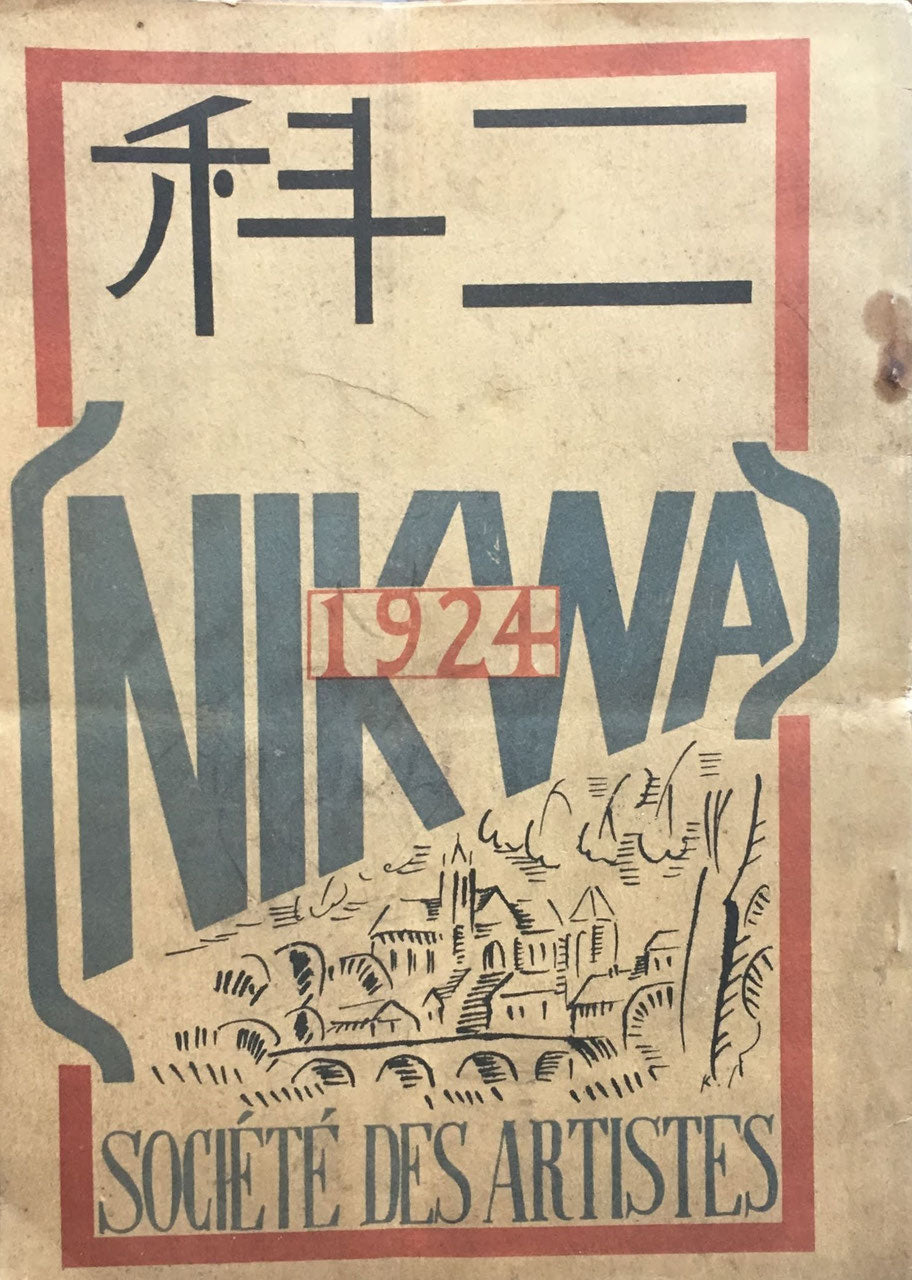 二科
NIKWA
1924
SOCIÉTÉ DES ARTISTES